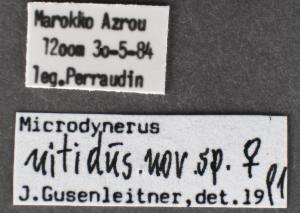 Marokko Azrou
1200m 30-5-84
leg.Perraudin
Microdynerus
nitidus nov. sp. ♀
J.Gusenleitner, det.1991